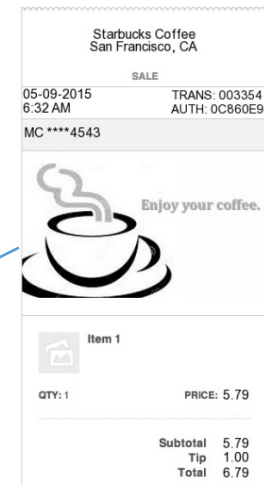 Starbucks Coffee
San Francisco, CA
SALE
05-09-2015 TRANS: 003354
6:32 AM AUTH: 0C860E9
MC ****4543
Enjoy your coffee.
Item 1
QTY: 1 PRICE: 5.79
Subtotal 5.79
Tip 1.00
Total 6.79